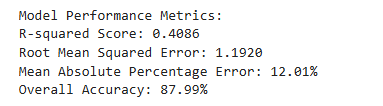 Model Performance Metrics:
R-squared Score: 0.4086
Root Mean Squared Error: 1.1920
Mean Absolute Percentage Error: 12.01%
Overall Accuracy: 87.99%